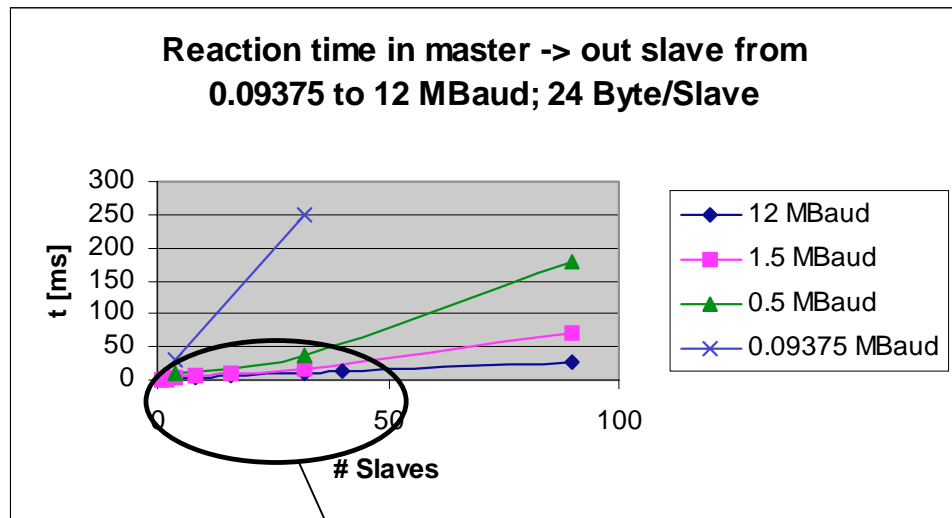 Reaction time in master -> out slave from
0.09375 to 12 MBaud; 24 Byte/Slave
300
250
200
150
100
50
0
t [ms]
0
50
100
# Slaves
12 MBaud
1.5 MBaud
0.5 MBaud
0.09375 MBaud